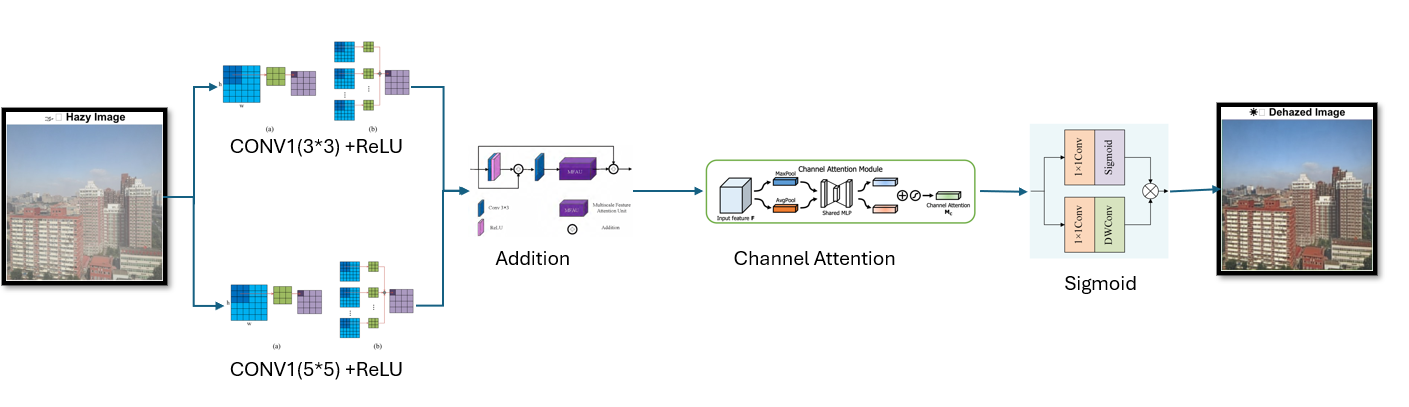 Hazy Image
h
w
(a)
(b)
CONV1(3*3) +ReLU
h
w
(a)
(b)
CONV1(5*5) +ReLU
MFAU
Conv 3×3
ReLU
MFAU
Multiscale Feature
Attention Unit
Addition
Addition
Channel Attention Module
MaxPool
AvgPool
Input feature F
Shared MLP
Channel Attention
Mc
Channel Attention
1×1Conv
Sigmoid
1×1Conv
DWConv
Sigmoid
Dehazed Image